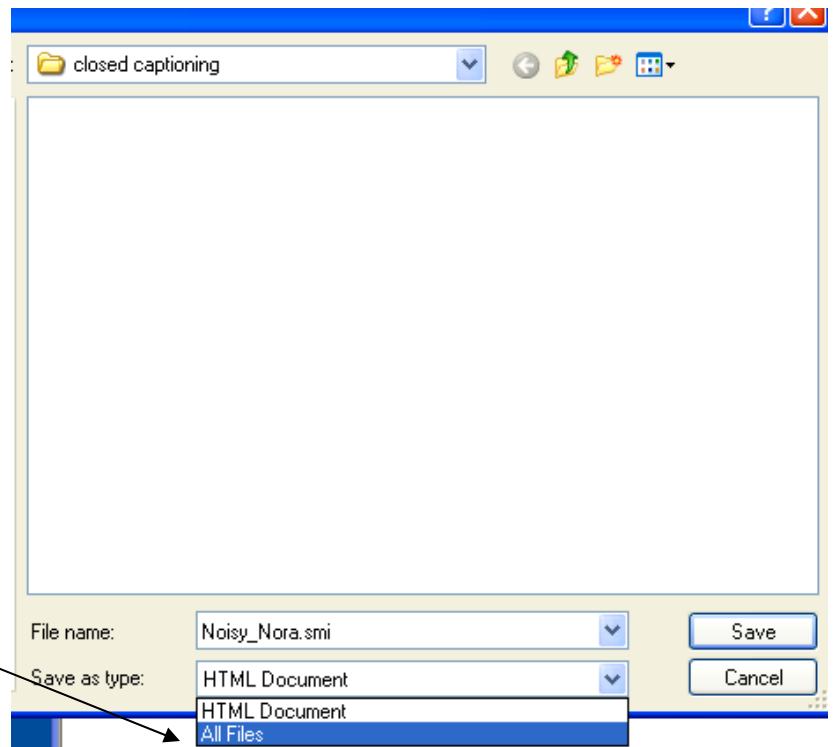 closed captioning
File name: Noisy_Nora.smi Save
Save as type: HTML Document Cancel
HTML Document
All Files